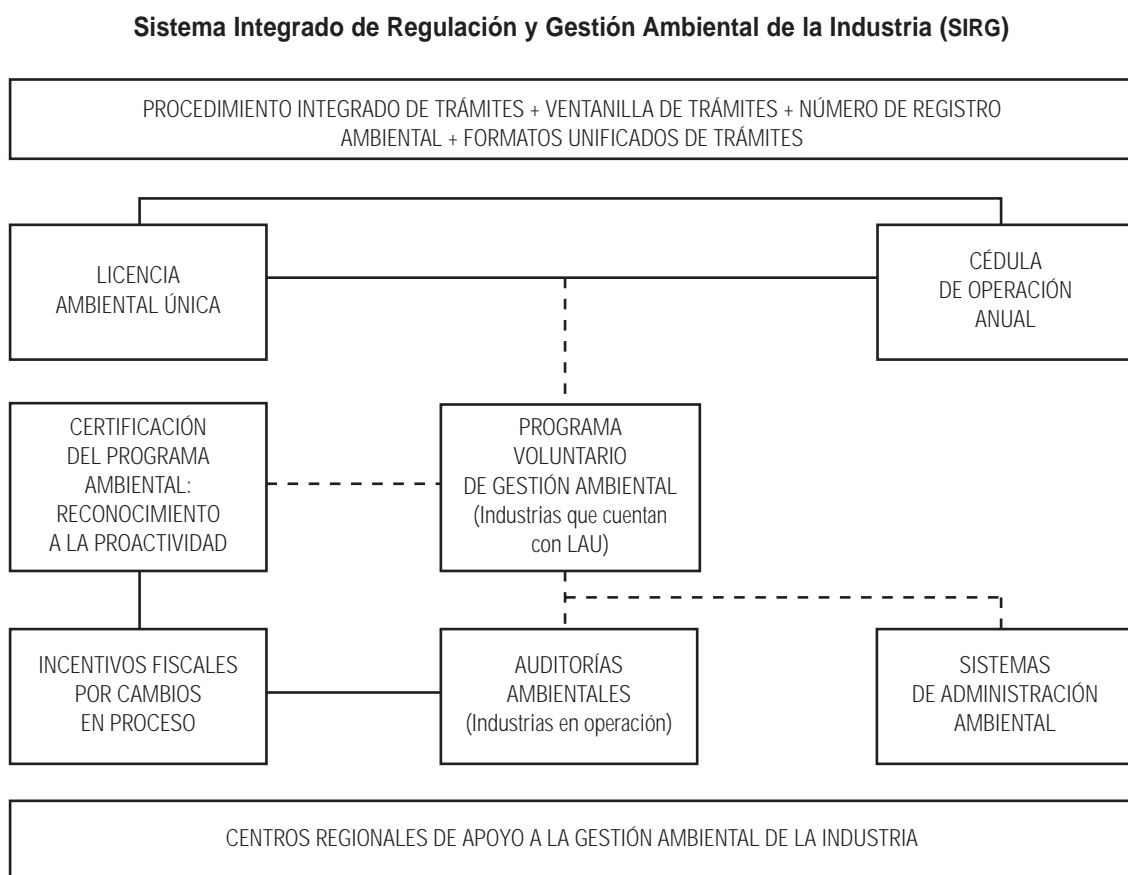 Sistema Integrado de Regulación y Gestión Ambiental de la Industria (SIRG)
PROCEDIMIENTO INTEGRADO DE TRÁMITES + VENTANILLA DE TRÁMITES + NÚMERO DE REGISTRO
AMBIENTAL + FORMATOS UNIFICADOS DE TRÁMITES
LICENCIA
AMBIENTAL ÚNICA
CÉDULA
DE OPERACIÓN
ANUAL
CERTIFICACIÓN
DEL PROGRAMA
AMBIENTAL:
RECONOCIMIENTO
A LA PROACTIVIDAD
PROGRAMA
VOLUNTARIO
DE GESTIÓN AMBIENTAL
(Industrias que cuentan
con LAU)
INCENTIVOS FISCALES
POR CAMBIOS
EN PROCESO
AUDITORÍAS
AMBIENTALES
(Industrias en operación)
SISTEMAS
DE ADMINISTRACIÓN
AMBIENTAL
CENTROS REGIONALES DE APOYO A LA GESTIÓN AMBIENTAL DE LA INDUSTRIA